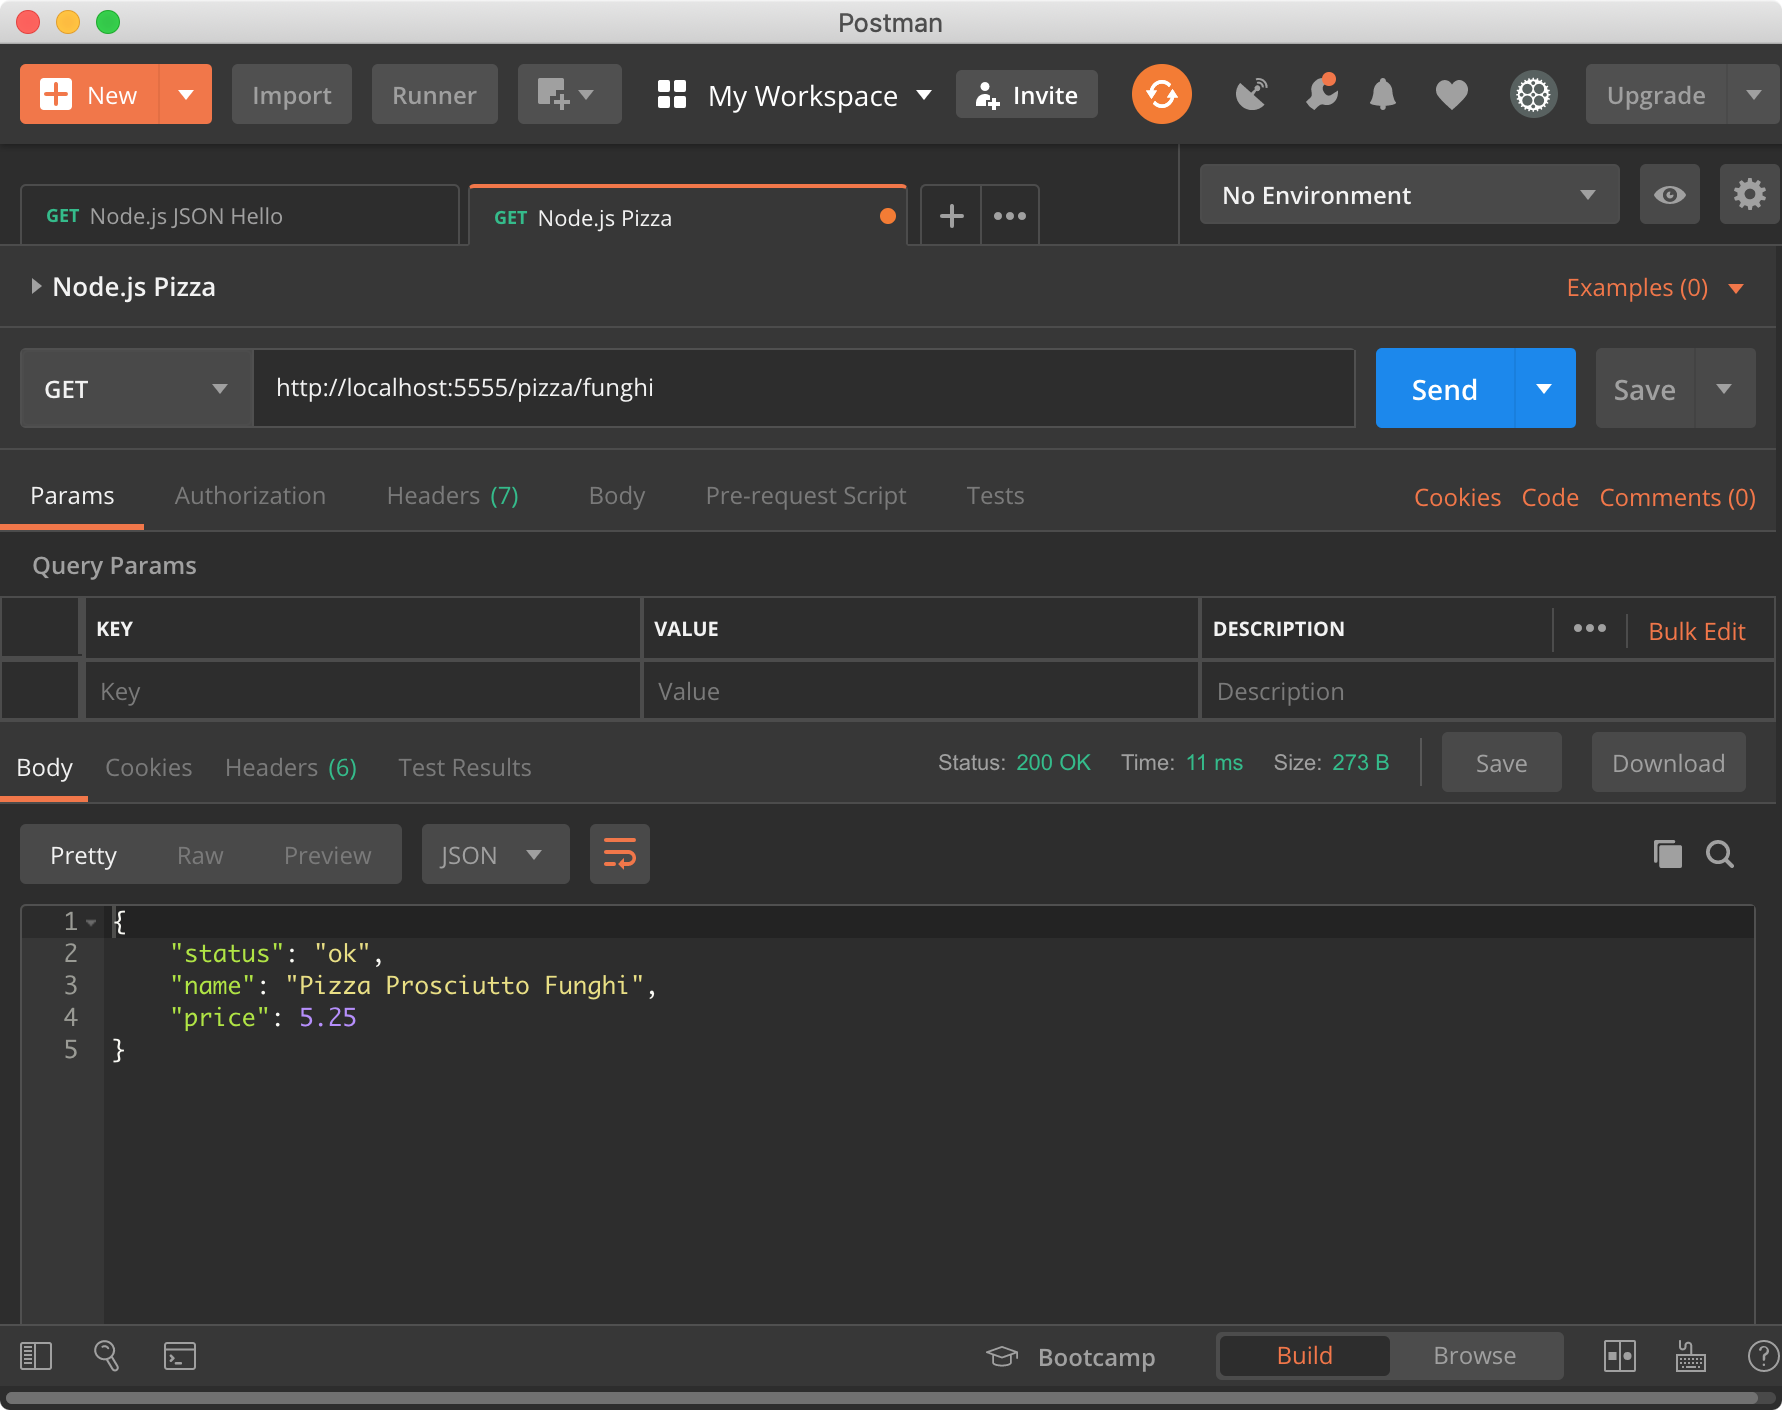 Postman
New Import Runner My Workspace Invite Upgrade
GET Node.js JSON Hello GET Node.js Pizza No Environment
Node.js Pizza Examples (0)
GET http://localhost:5555/pizza/funghi Send Save
Params Authorization Headers (7) Body Pre-request Script Tests Cookies Code Comments (0)
Query Params
KEY VALUE DESCRIPTION Bulk Edit
Key Value Description
Body Cookies Headers (6) Test Results Status: 200 OK Time: 11 ms Size: 273 B Save Download
Pretty Raw Preview JSON
1 {
2 "status": "ok",
3 "name": "Pizza Prosciutto Funghi",
4 "price": 5.25
5 }
Bootcamp Build Browse